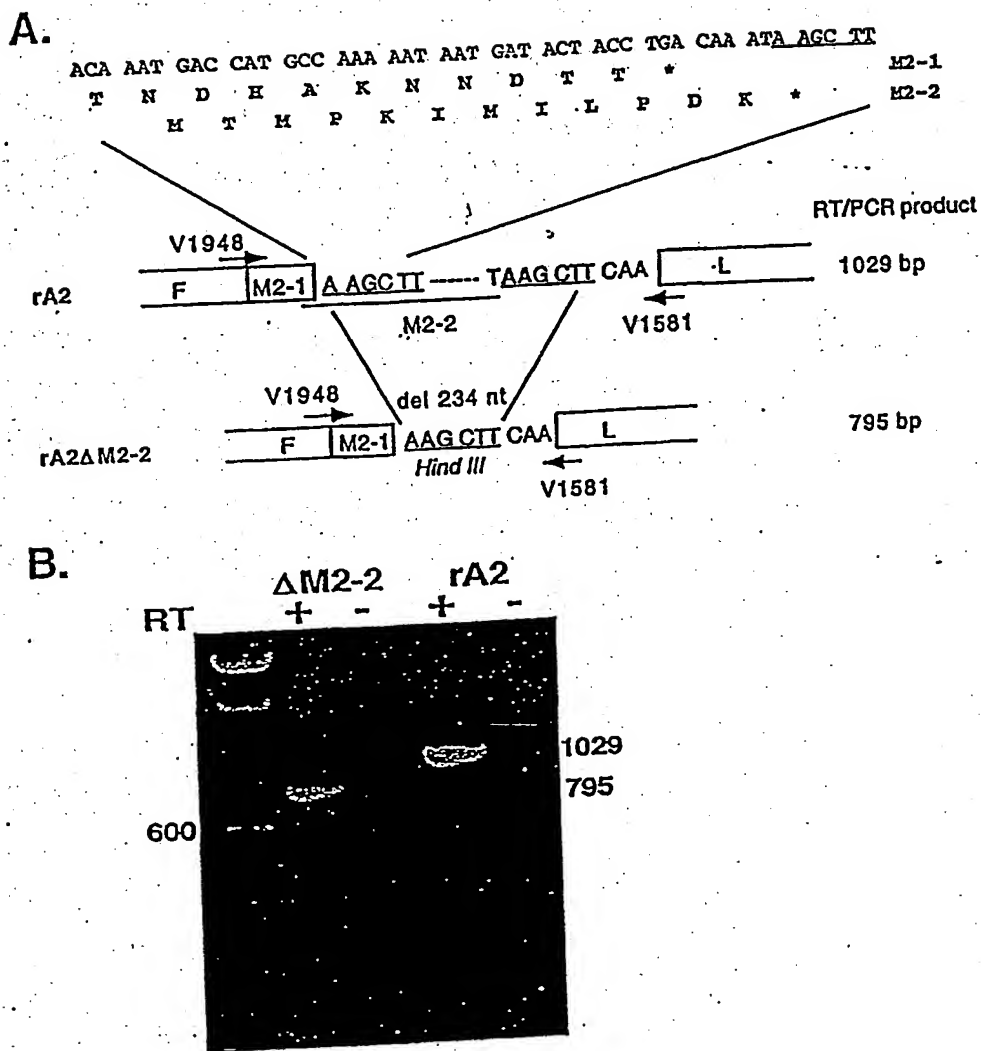 A.
ACA AAT GAC CAT GCC AAA AAT AAT GAT ACT ACC TGA CAA ATA AGC TT
T N D H A K N N D T T * M2-1
M T M P K I M I L P D K * M2-2
RT/PCR product
V1948
rA2 F M2-1 A AGC TT ------ TAAG CTT CAA L 1029 bp
M2-2 V1581
V1948 del 234 nt
rA2ΔM2-2 F M2-1 AAG CTT CAA L 795 bp
Hind III
V1581
B.
ΔM2-2 rA2
RT + - + -
1029
795
600